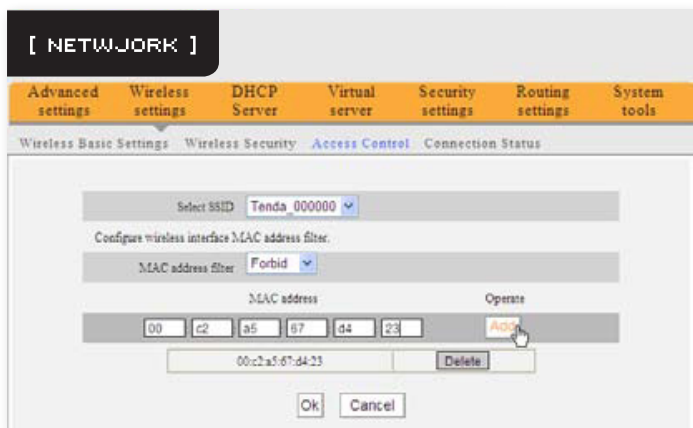 [ NETWJORK ]
Advanced settings Wireless settings DHCP Server Virtual server Security settings Routing settings System tools
Wireless Basic Settings Wireless Security Access Control Connection Status
Select SSID Tenda_000000
Configure wireless interface MAC address filter.
MAC address filter Forbid
MAC address Operate
00 : c2 : a5 : 67 : d4 : 23 Add
00:c2:a5:67:d4:23 Delete
Ok Cancel